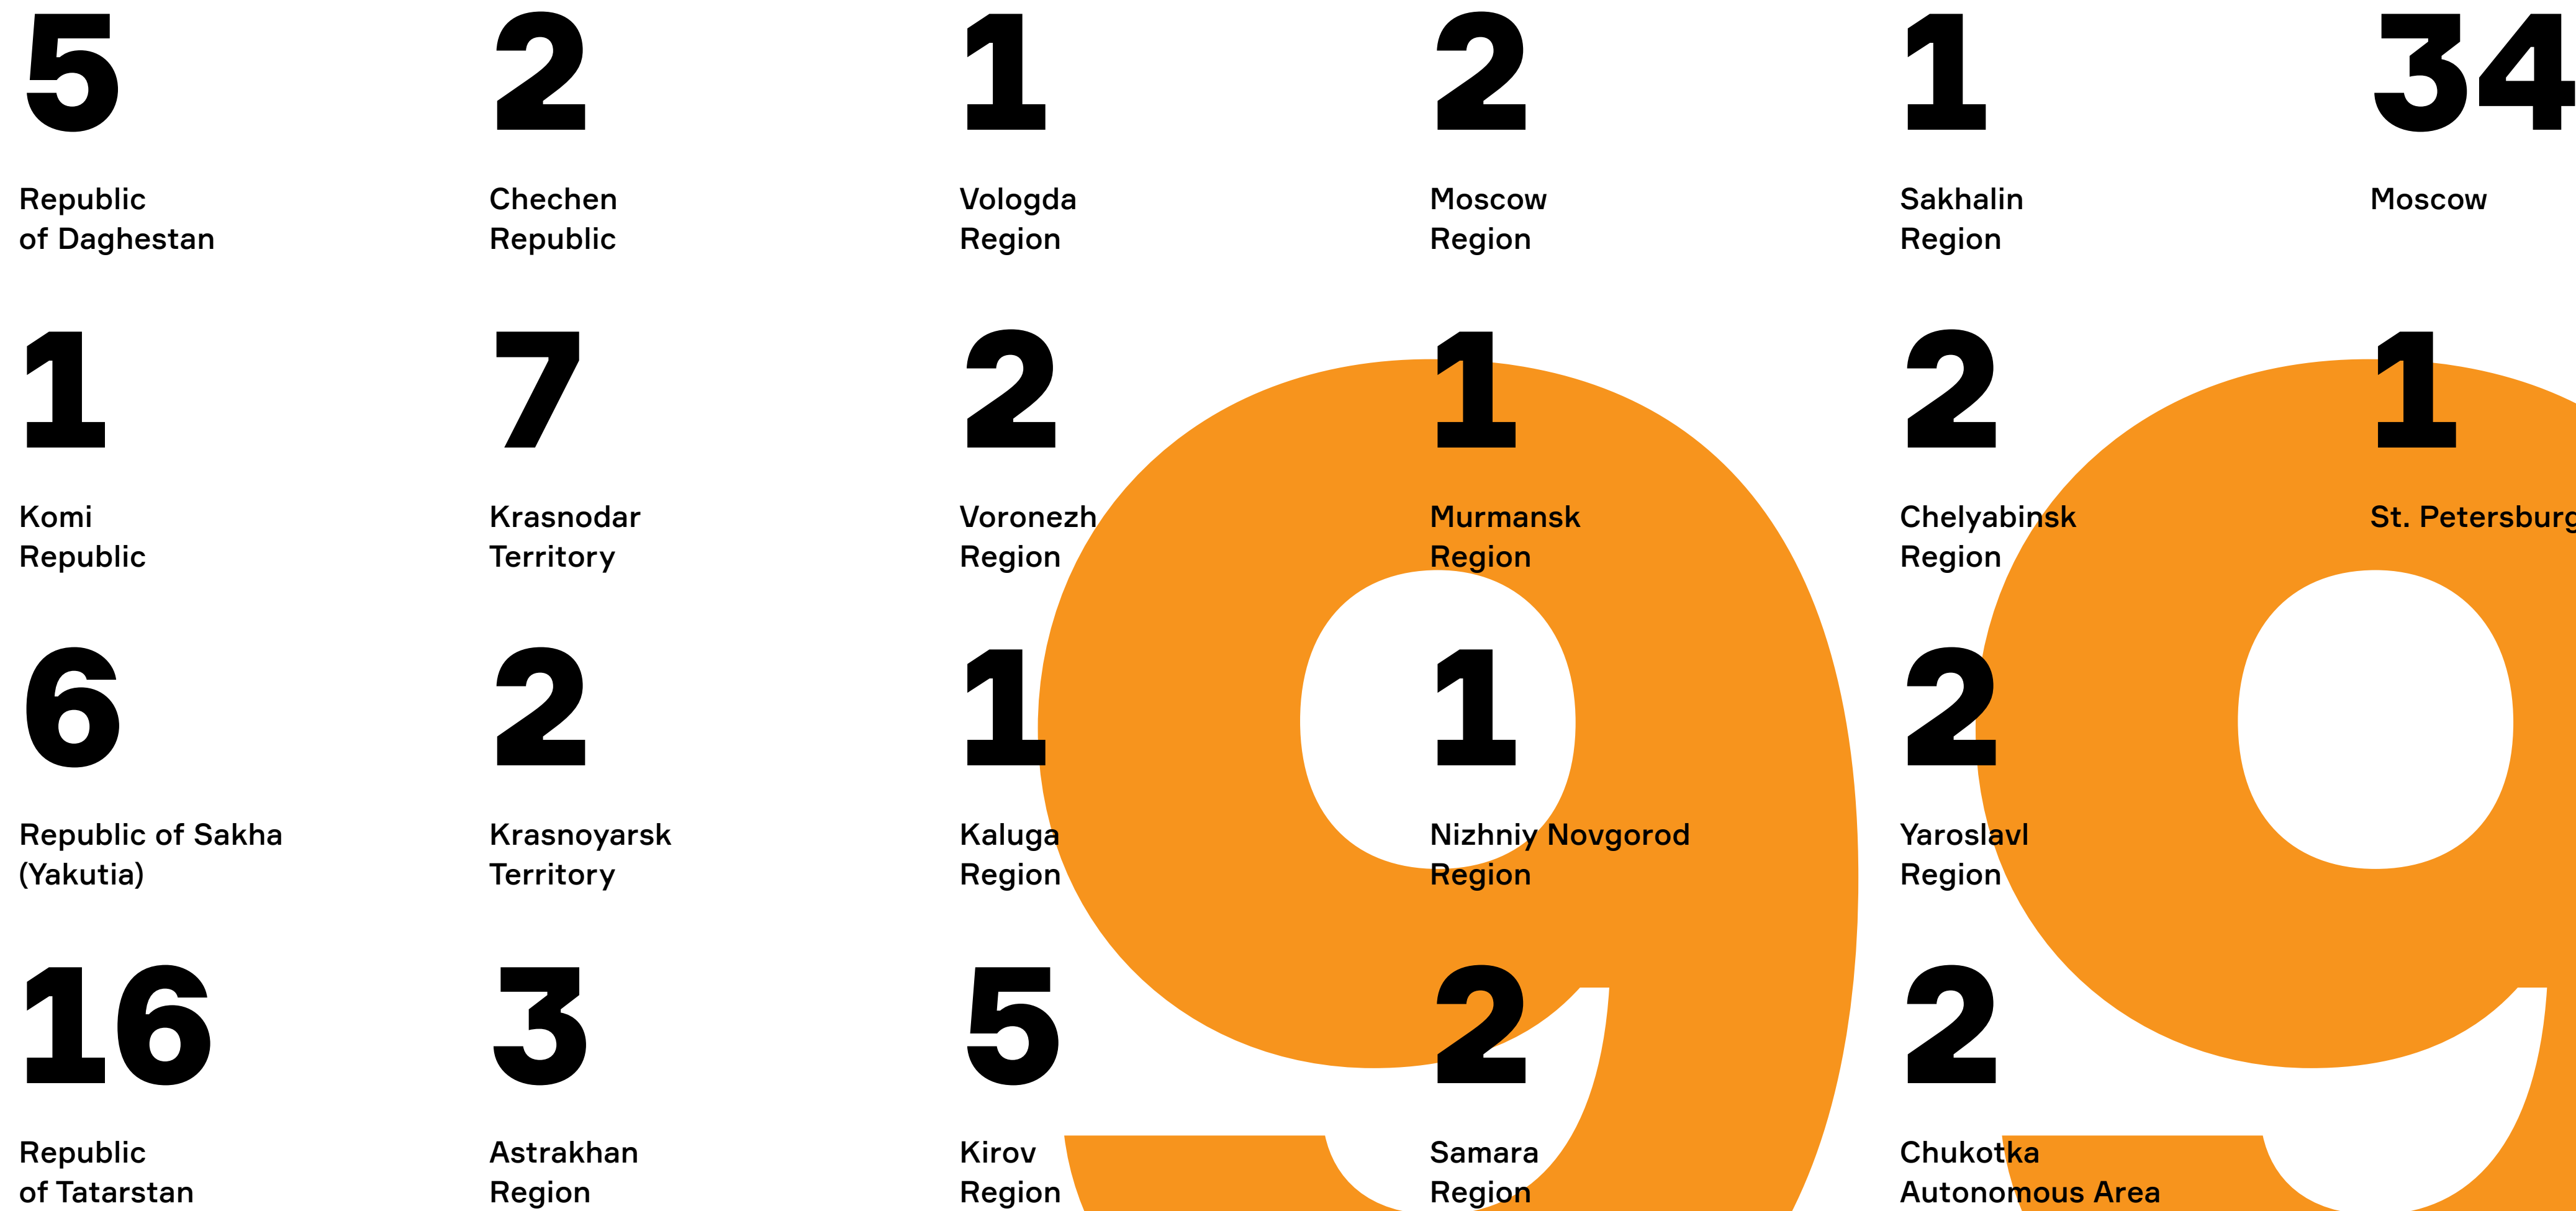 5
Republic
of Daghestan
2
Chechen
Republic
1
Vologda
Region
2
Moscow
Region
1
Sakhalin
Region
34
Moscow
1
Komi
Republic
7
Krasnodar
Territory
2
Voronezh
Region
1
Murmansk
Region
2
Chelyabinsk
Region
1
St. Petersburg
6
Republic of Sakha
(Yakutia)
2
Krasnoyarsk
Territory
1
Kaluga
Region
1
Nizhniy Novgorod
Region
2
Yaroslavl
Region
16
Republic
of Tatarstan
3
Astrakhan
Region
5
Kirov
Region
2
Samara
Region
2
Chukotka
Autonomous Area
99